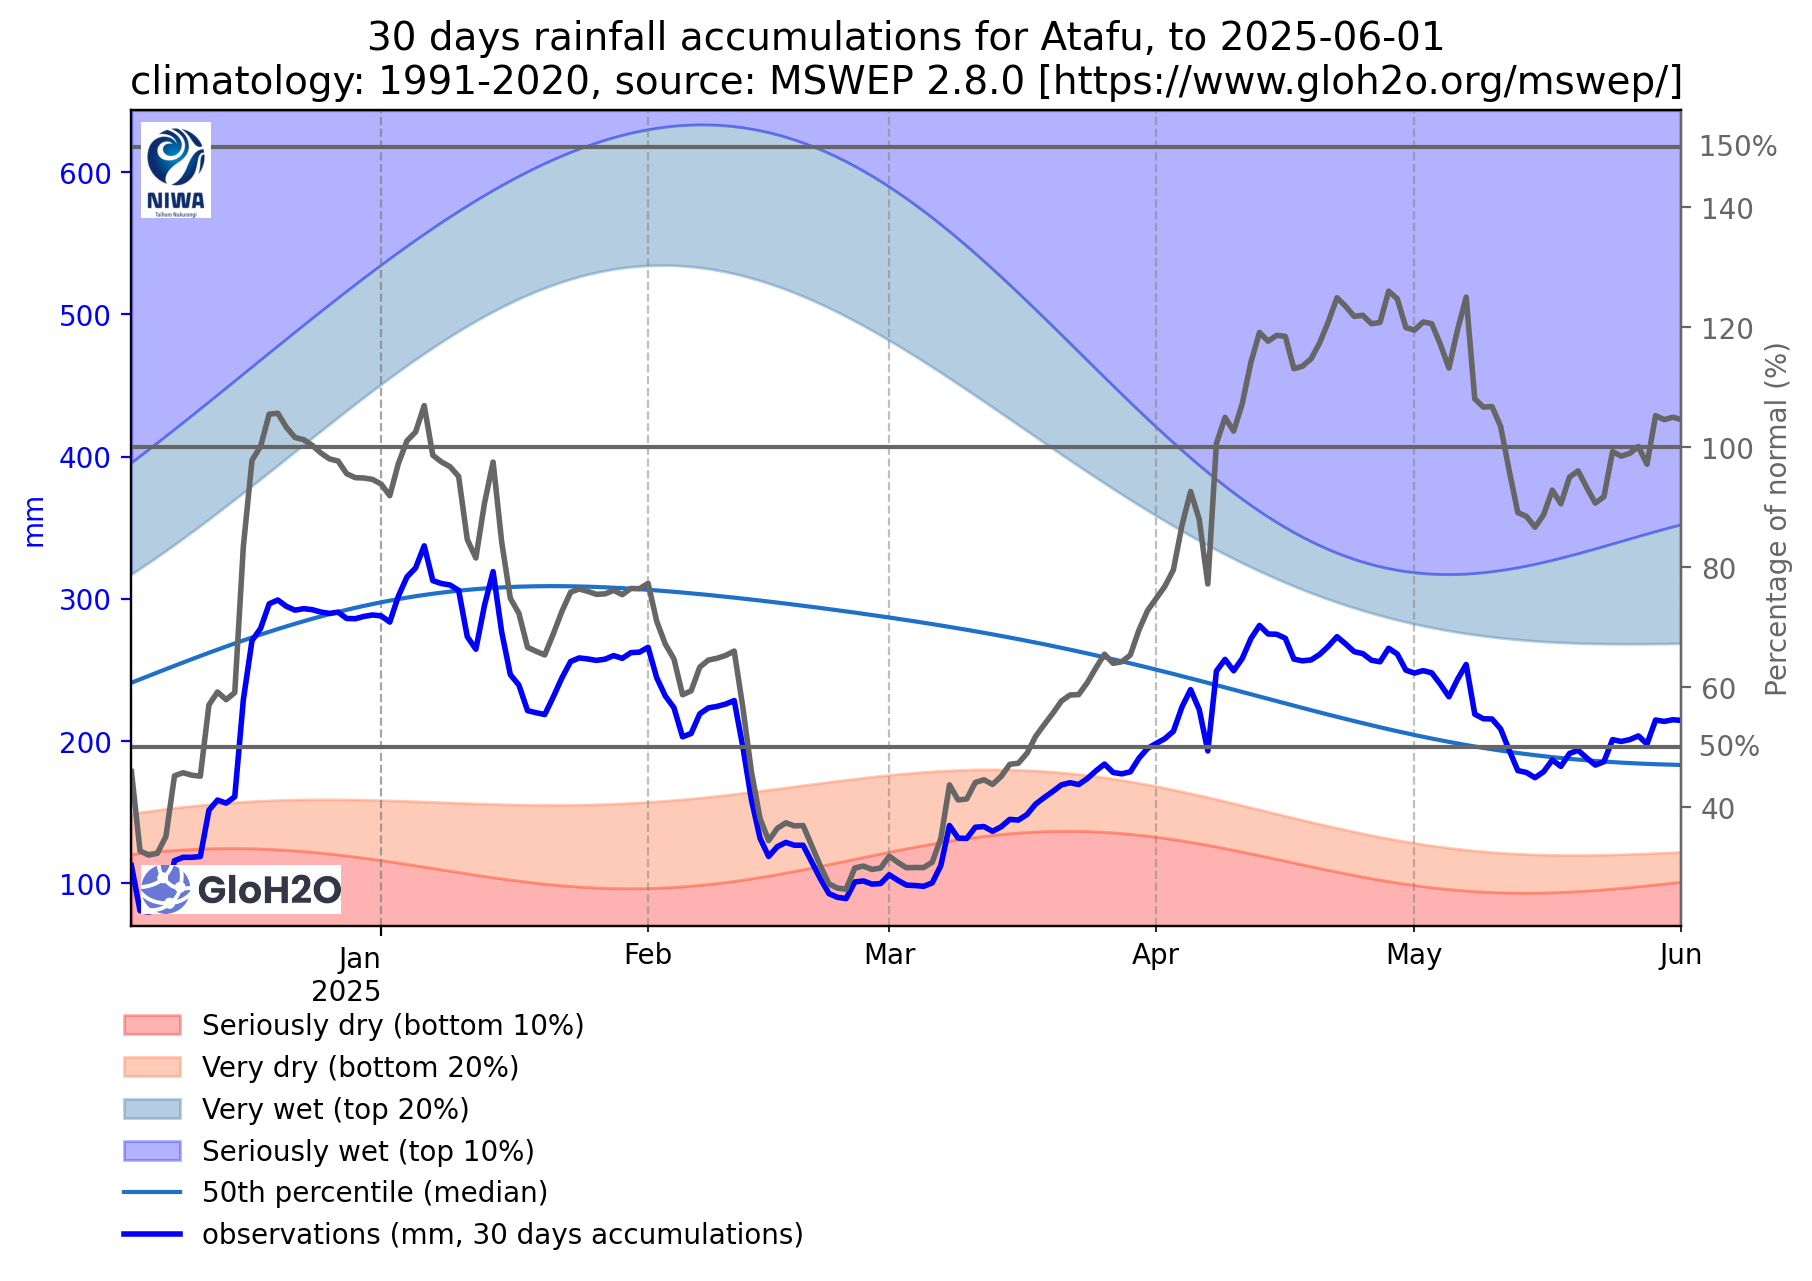 30 days rainfall accumulations for Atafu, to 2025-06-01
climatology: 1991-2020, source: MSWEP 2.8.0 [https://www.gloh2o.org/mswep/]
NIWA
Taihoro Nukurangi
600
500
400
300
200
100
mm
150%
140
120
100
80
60
50%
40
Percentage of normal (%)
GloH2O
Jan
2025
Feb
Mar
Apr
May
Jun
Seriously dry (bottom 10%)
Very dry (bottom 20%)
Very wet (top 20%)
Seriously wet (top 10%)
50th percentile (median)
observations (mm, 30 days accumulations)